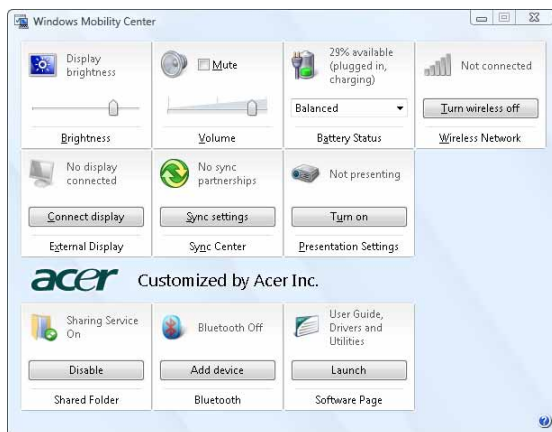 Windows Mobility Center
Display
brightness
Brightness
Mute
Volume
29% available
(plugged in,
charging)
Balanced
Battery Status
Not connected
Turn wireless off
Wireless Network
No display
connected
Connect display
External Display
No sync
partnerships
Sync settings
Sync Center
Not presenting
Turn on
Presentation Settings
acer Customized by Acer Inc.
Sharing Service
On
Disable
Shared Folder
Bluetooth Off
Add device
Bluetooth
User Guide,
Drivers and
Utilities
Launch
Software Page